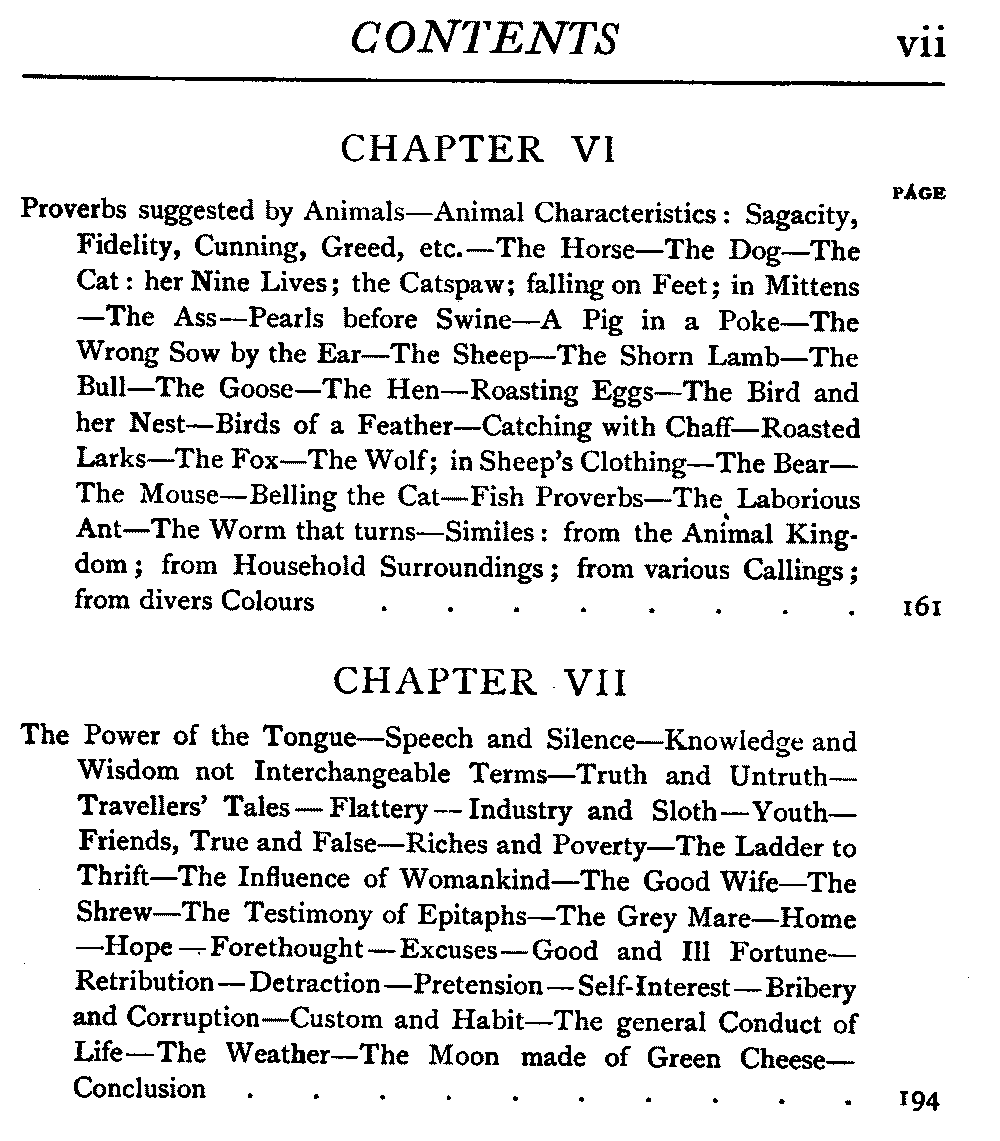 CONTENTS vii
CHAPTER VI
PAGE
Proverbs suggested by Animals—Animal Characteristics: Sagacity,
Fidelity, Cunning, Greed, etc.—The Horse—The Dog—The
Cat: her Nine Lives; the Catspaw; falling on Feet; in Mittens
—The Ass—Pearls before Swine—A Pig in a Poke—The
Wrong Sow by the Ear—The Sheep—The Shorn Lamb—The
Bull—The Goose—The Hen—Roasting Eggs—The Bird and
her Nest—Birds of a Feather—Catching with Chaff—Roasted
Larks—The Fox—The Wolf; in Sheep's Clothing—The Bear—
The Mouse—Belling the Cat—Fish Proverbs—The Laborious
Ant—The Worm that turns—Similes: from the Animal King-
dom; from Household Surroundings; from various Callings;
from divers Colours . . . . . . . . 161
CHAPTER VII
The Power of the Tongue—Speech and Silence—Knowledge and
Wisdom not Interchangeable Terms—Truth and Untruth—
Travellers' Tales—Flattery—Industry and Sloth—Youth—
Friends, True and False—Riches and Poverty—The Ladder to
Thrift—The Influence of Womankind—The Good Wife—The
Shrew—The Testimony of Epitaphs—The Grey Mare—Home
—Hope—Forethought—Excuses—Good and Ill Fortune—
Retribution—Detraction—Pretension—Self-Interest—Bribery
and Corruption—Custom and Habit—The general Conduct of
Life—The Weather—The Moon made of Green Cheese—
Conclusion . . . . . . . . . . 194